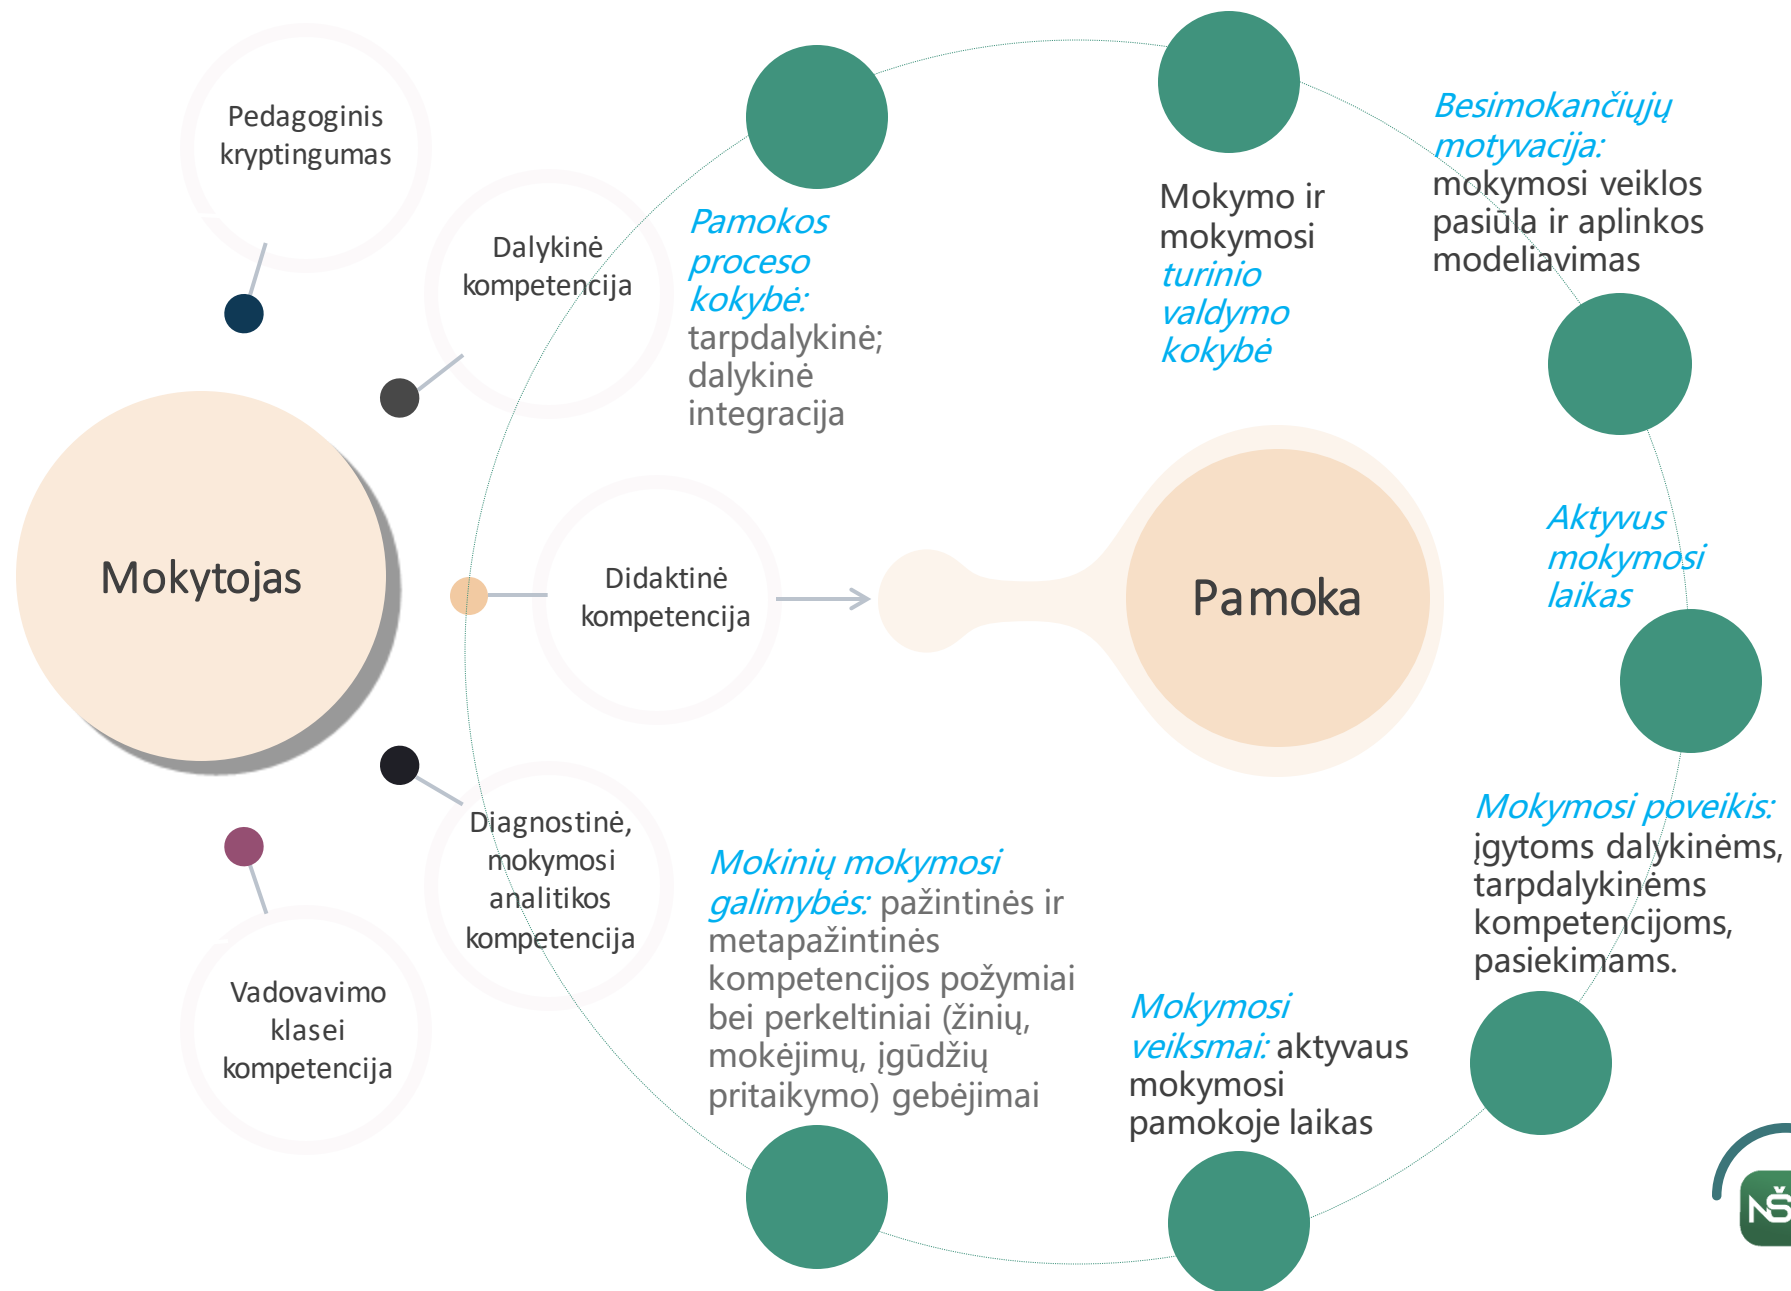 Pedagoginis
kryptingumas
Dalykinė
kompetencija
Mokytojas
Didaktinė
kompetencija
Diagnostinė,
mokymosi
analitikos
kompetencija
Vadovavimo
klasei
kompetencija
Pamokos
proceso
kokybė:
tarpdalykinė;
dalykinė
integracija
Mokymo ir
mokymosi
turinio
valdymo
kokybė
Besimokančiųjų
motyvacija:
mokymosi veiklos
pasiūla ir aplinkos
modeliavimas
Aktyvus
mokymosi
laikas
Pamoka
Mokymosi poveikis:
įgytoms dalykinėms,
tarpdalykinėms
kompetencijoms,
pasiekimams.
Mokymosi
veiksmai: aktyvaus
mokymosi
pamokoje laikas
Mokinių mokymosi
galimybės: pažintinės ir
metapažintinės
kompetencijos požymiai
bei perkeltiniai (žinių,
mokėjimų, įgūdžių
pritaikymo) gebėjimai
NŠ